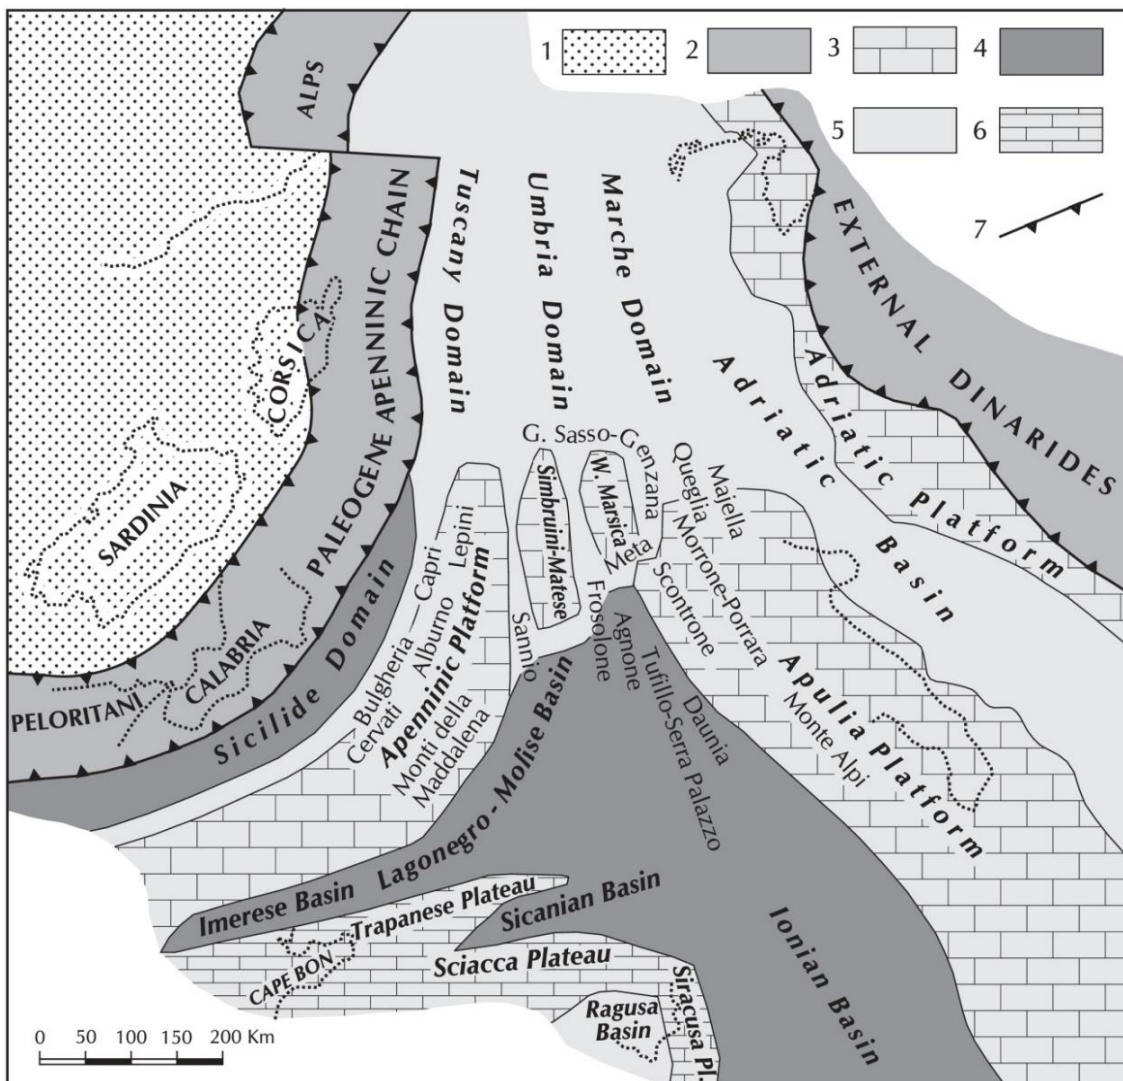 1
2
3
4
5
6
7
ALPS
PALEOGENE APENNINIC CHAIN
Tuscany Domain
Umbria Domain
Marche Domain
EXTERNAL DINARIDES
Adriatic Platform
Adriatic Basin
CORSICA
SARDINIA
CALABRIA
PELORITANI
Sicilide Domain
G. Sasso-Genzana
Simbruini-Matese
W. Marsica
Meta
Queglia
Majella
Morrone-Porrara
Scontrone
Lepini
Capri
Bulgheria
Alburno
Cervati
Apenninic Platform
Monti della
Maddalena
Sannio
Frosolone
Agnone
Tufillo-Serra Palazzo
Daunia
Monte Alpi
Apulia Platform
Imerese Basin
Lagonegro - Molise Basin
Trapanese Plateau
Sicanian Basin
CAPE BON
Sciacca Plateau
Siracusa Pl.
Ragusa
Basin
Ionian Basin
0 50 100 150 200 Km